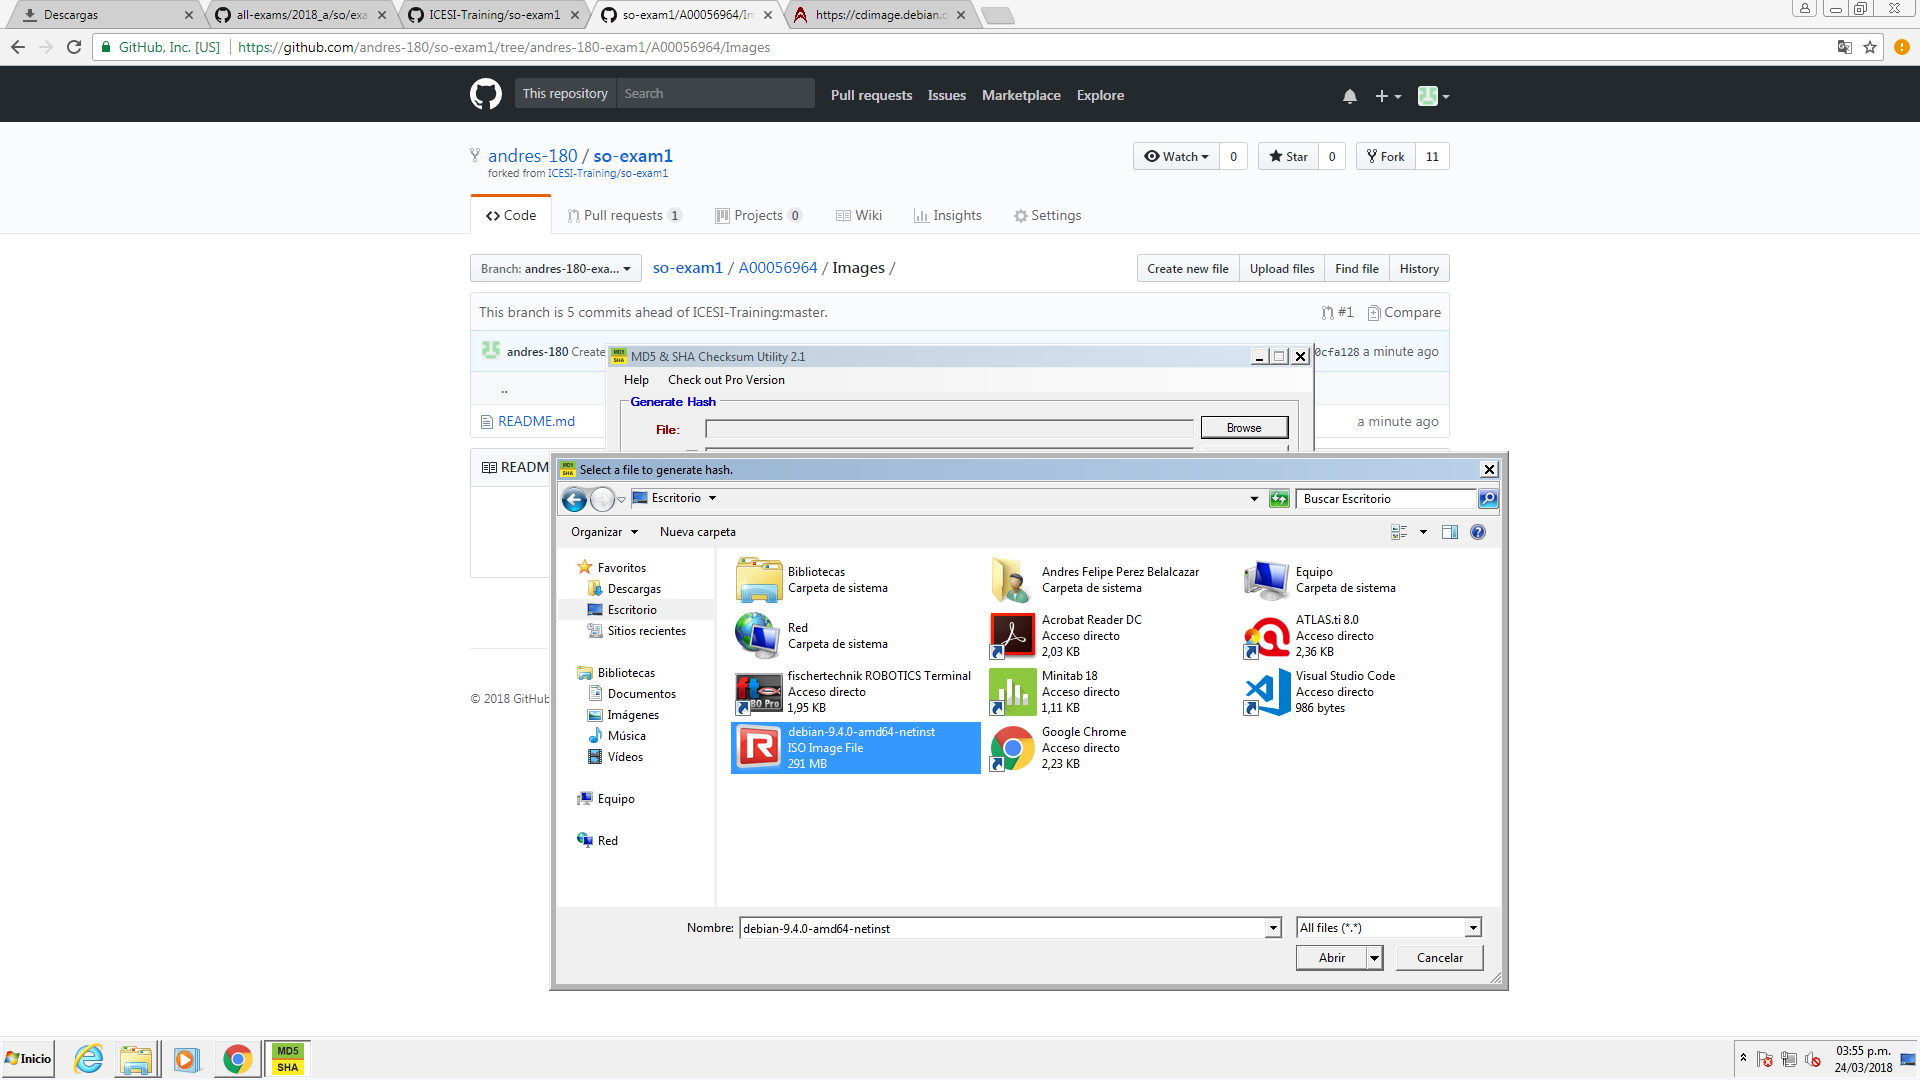 Descargas
all-exams/2018_a/so/exa
ICESI-Training/so-exam1
so-exam1/A00056964/Im
https://cdimage.debian.c
GitHub, Inc. [US]
https://github.com/andres-180/so-exam1/tree/andres-180-exam1/A00056964/Images
This repository
Search
Pull requests
Issues
Marketplace
Explore
andres-180 / so-exam1
forked from ICESI-Training/so-exam1
Watch
0
Star
0
Fork
11
Code
Pull requests 1
Projects 0
Wiki
Insights
Settings
Branch: andres-180-exa...
so-exam1 / A00056964 / Images /
Create new file
Upload files
Find file
History
This branch is 5 commits ahead of ICESI-Training:master.
#1
Compare
andres-180 Create
0cfa128 a minute ago
..
README.md
a minute ago
READM
MD5 & SHA Checksum Utility 2.1
Help
Check out Pro Version
Generate Hash
File:
Browse
Select a file to generate hash.
Escritorio
Buscar Escritorio
Organizar
Nueva carpeta
Favoritos
Descargas
Escritorio
Sitios recientes
Bibliotecas
Documentos
Imágenes
Música
Vídeos
Equipo
Red
Bibliotecas
Carpeta de sistema
Andres Felipe Perez Belalcazar
Carpeta de sistema
Equipo
Carpeta de sistema
Red
Carpeta de sistema
Acrobat Reader DC
Acceso directo
2,03 KB
ATLAS.ti 8.0
Acceso directo
2,36 KB
fischertechnik ROBOTICS Terminal
Acceso directo
1,95 KB
Minitab 18
Acceso directo
1,11 KB
Visual Studio Code
Acceso directo
986 bytes
debian-9.4.0-amd64-netinst
ISO Image File
291 MB
Google Chrome
Acceso directo
2,23 KB
Nombre:
debian-9.4.0-amd64-netinst
All files (*.*)
Abrir
Cancelar
© 2018 GitHub
Inicio
MD5
SHA
03:55 p.m.
24/03/2018